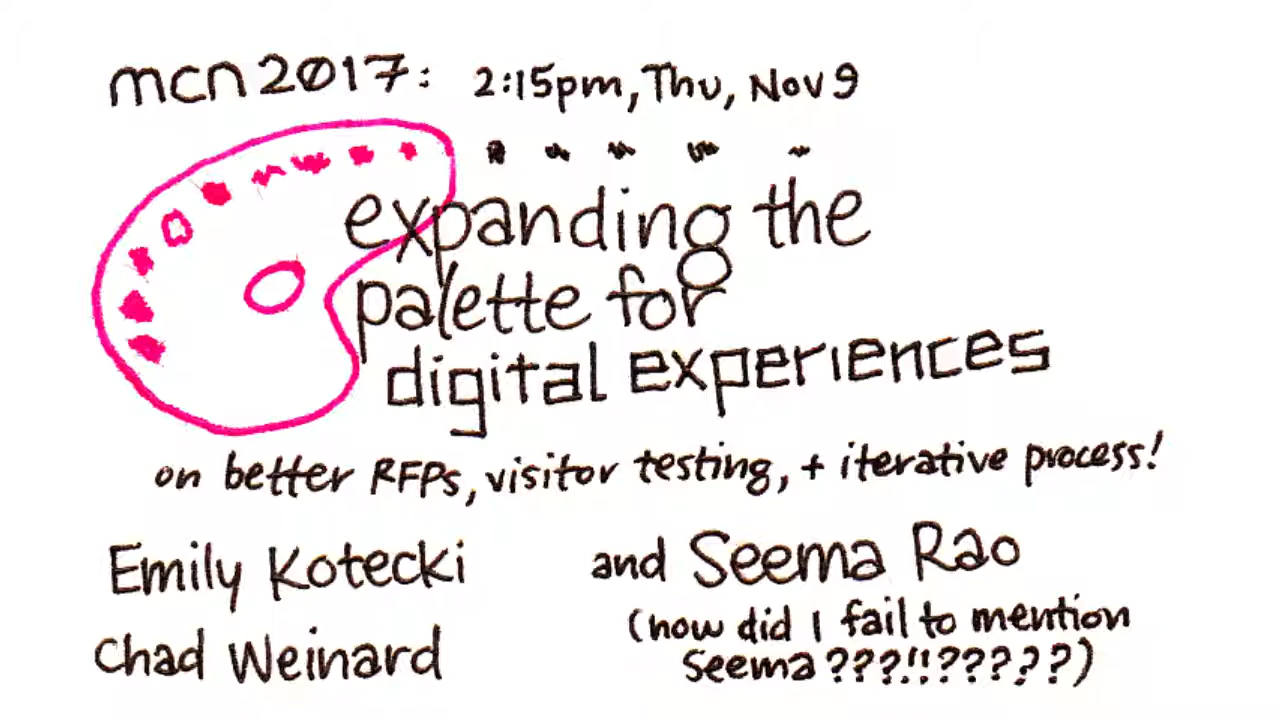 mcn 2017: 2:15pm, Thu, Nov 9
expanding the
palette for
digital experiences
on better RFPs, visitor testing, + iterative process!
Emily Kotecki
Chad Weinard
and Seema Rao
(how did I fail to mention
Seema ???!!?????)